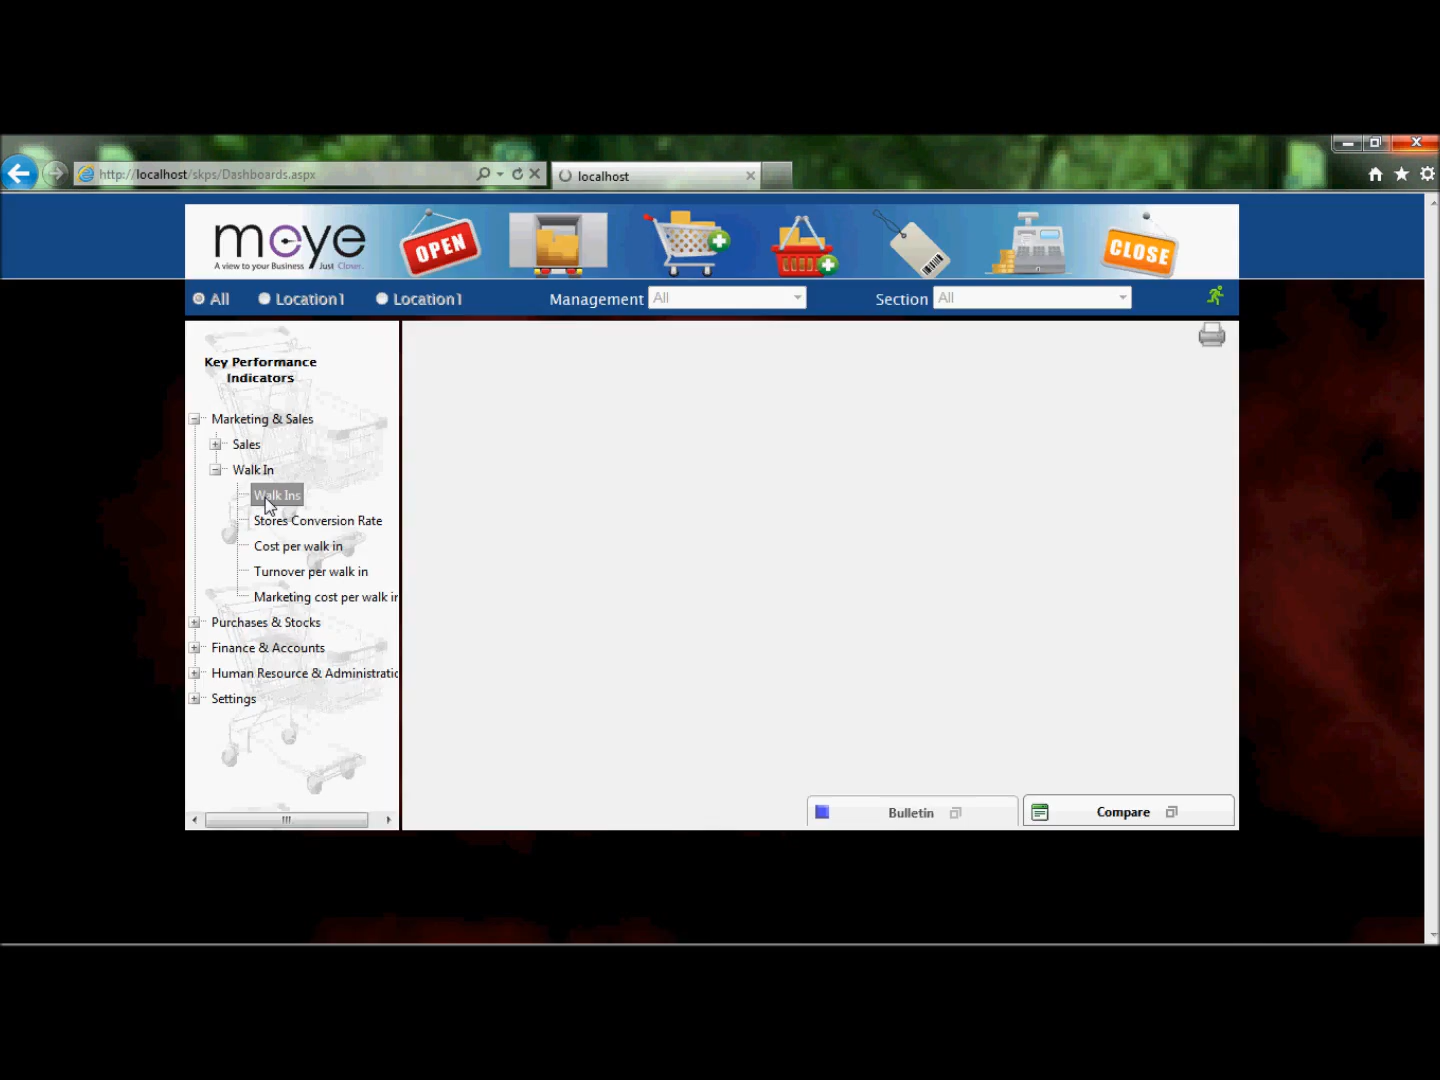 http://localhost/skps/Dashboards.aspx
localhost
moye
A view to your Business Just Closer.
OPEN
CLOSE
All
Location1
Location1
Management
All
Section
All
Key Performance
Indicators
Marketing & Sales
Sales
Walk In
Walk Ins
Stores Conversion Rate
Cost per walk in
Turnover per walk in
Marketing cost per walk in
Purchases & Stocks
Finance & Accounts
Human Resource & Administratio
Settings
Bulletin
Compare